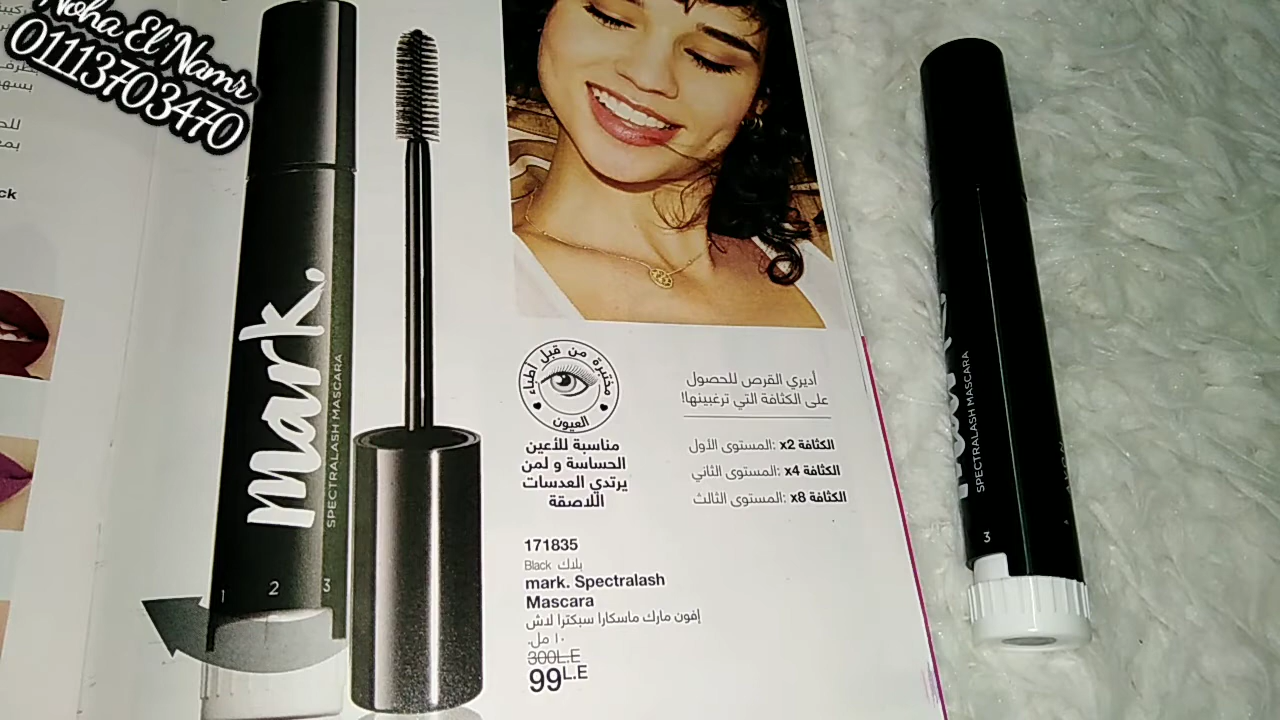 Noha El Namr
01113703470
ck
mark.
SPECTRALASH MASCARA
1 2 3
مختبرة من قبل أطباء العيون
مناسبة للأعين
الحساسة و لمن
يرتدي العدسات
اللاصقة
أديري القرص للحصول
على الكثافة التي ترغبينها!
المستوى الأول: الكثافة x2
المستوى الثاني: الكثافة x4
المستوى الثالث: الكثافة x8
171835
Black بلاك
mark. Spectralash
Mascara
إفون مارك ماسكارا سبكترا لاش
١٠ مل.
300L.E
99L.E
SPECTRALASH MASCARA
3